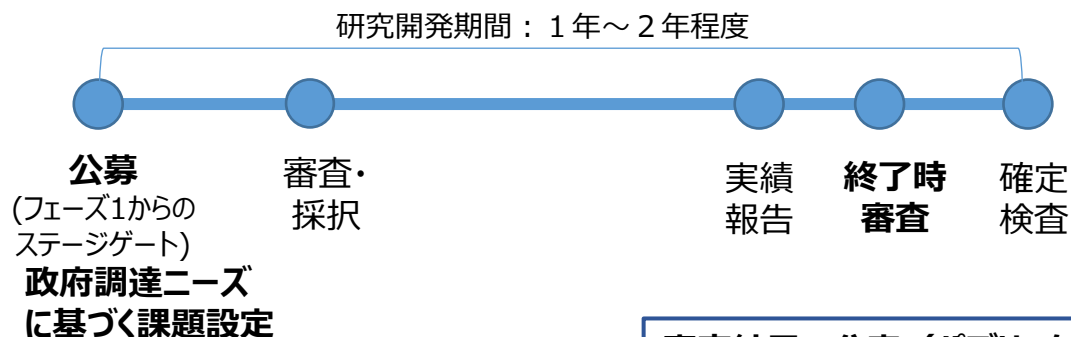 研究開発期間：１年～２年程度
公募
(フェーズ1からの
ステージゲート)
政府調達ニーズ
に基づく課題設定
審査・
採択
実績
報告
終了時
審査
確定
検査